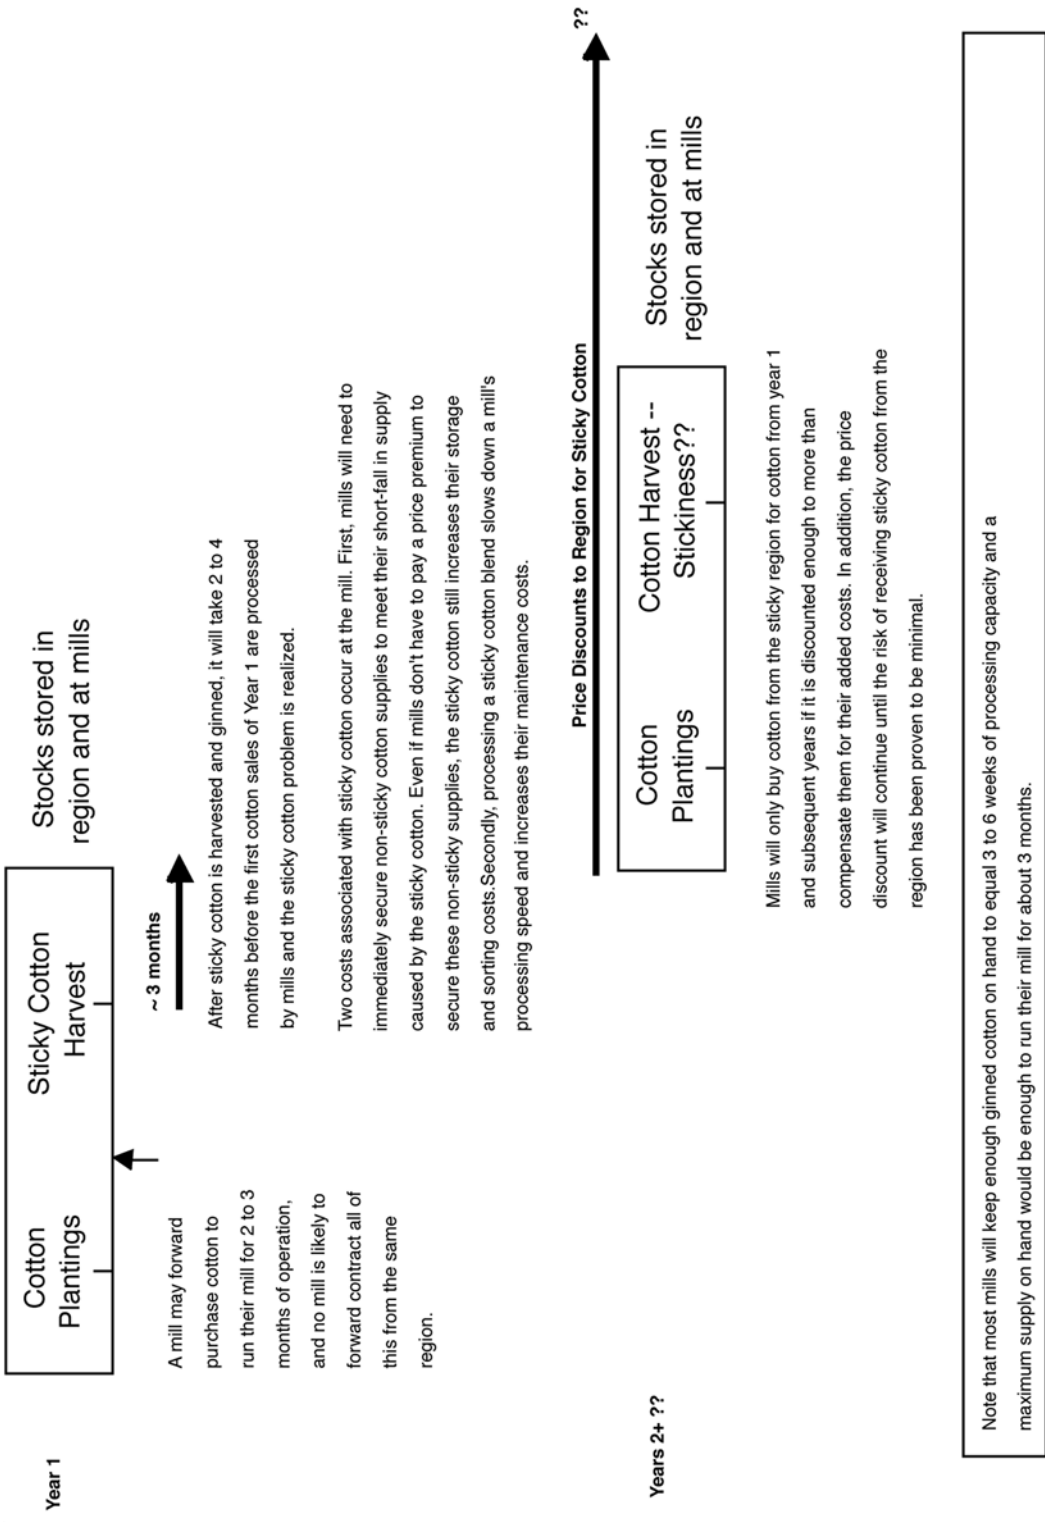 Year 1
Cotton
Plantings
Sticky Cotton
Harvest
Stocks stored in
region and at mills
~ 3 months
A mill may forward
purchase cotton to
run their mill for 2 to 3
months of operation,
and no mill is likely to
forward contract all of
this from the same
region.
After sticky cotton is harvested and ginned, it will take 2 to 4
months before the first cotton sales of Year 1 are processed
by mills and the sticky cotton problem is realized.
Two costs associated with sticky cotton occur at the mill. First, mills will need to
immediately secure non-sticky cotton supplies to meet their short-fall in supply
caused by the sticky cotton. Even if mills don't have to pay a price premium to
secure these non-sticky supplies, the sticky cotton still increases their storage
and sorting costs.Secondly, processing a sticky cotton blend slows down a mill's
processing speed and increases their maintenance costs.
Price Discounts to Region for Sticky Cotton
??
Years 2+ ??
Cotton
Plantings
Cotton Harvest --
Stickiness??
Stocks stored in
region and at mills
Mills will only buy cotton from the sticky region for cotton from year 1
and subsequent years if it is discounted enough to more than
compensate them for their added costs. In addition, the price
discount will continue until the risk of receiving sticky cotton from the
region has been proven to be minimal.
Note that most mills will keep enough ginned cotton on hand to equal 3 to 6 weeks of processing capacity and a
maximum supply on hand would be enough to run their mill for about 3 months.